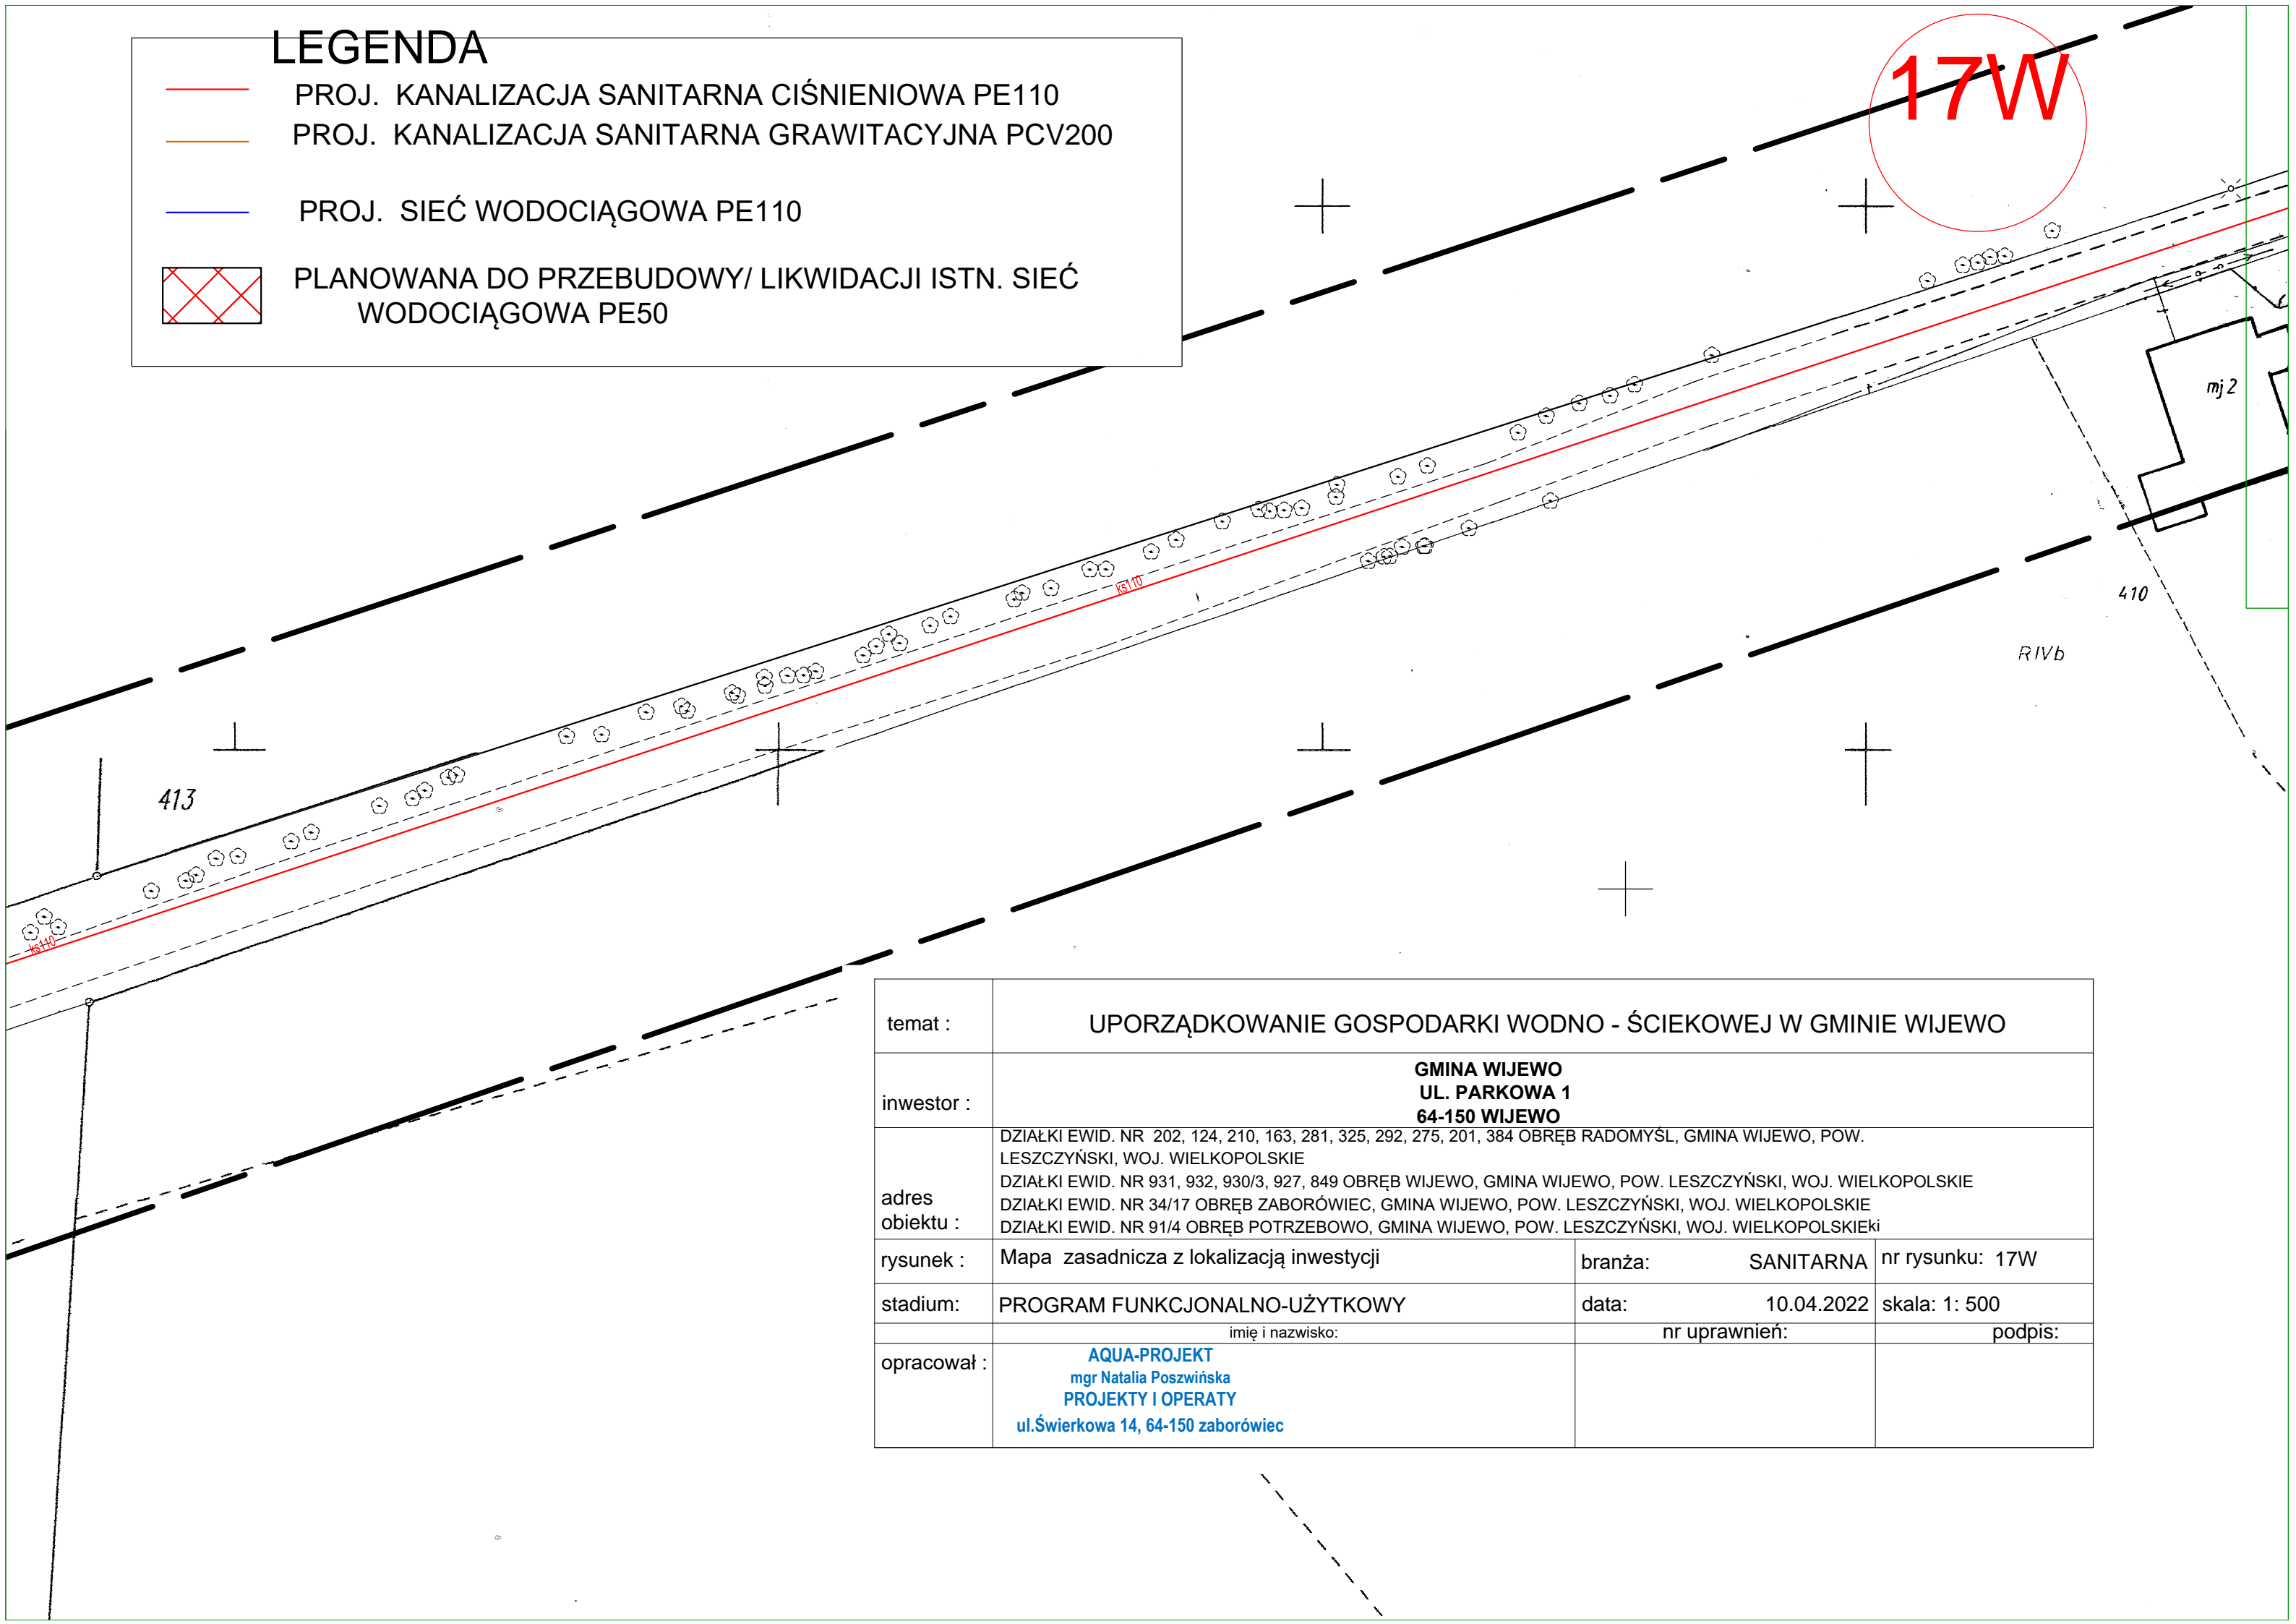 LEGENDA
PROJ. KANALIZACJA SANITARNA CIŚNIENIOWA PE110
PROJ. KANALIZACJA SANITARNA GRAWITACYJNA PCV200
PROJ. SIEĆ WODOCIĄGOWA PE110
PLANOWANA DO PRZEBUDOWY/ LIKWIDACJI ISTN. SIEĆ
WODOCIĄGOWA PE50
17W
mj 2
410
RIVb
ks110
413
ks110
temat :
UPORZĄDKOWANIE GOSPODARKI WODNO - ŚCIEKOWEJ W GMINIE WIJEWO
inwestor :
GMINA WIJEWO
UL. PARKOWA 1
64-150 WIJEWO
adres
obiektu :
DZIAŁKI EWID. NR 202, 124, 210, 163, 281, 325, 292, 275, 201, 384 OBRĘB RADOMYŚL, GMINA WIJEWO, POW.
LESZCZYŃSKI, WOJ. WIELKOPOLSKIE
DZIAŁKI EWID. NR 931, 932, 930/3, 927, 849 OBRĘB WIJEWO, GMINA WIJEWO, POW. LESZCZYŃSKI, WOJ. WIELKOPOLSKIE
DZIAŁKI EWID. NR 34/17 OBRĘB ZABORÓWIEC, GMINA WIJEWO, POW. LESZCZYŃSKI, WOJ. WIELKOPOLSKIE
DZIAŁKI EWID. NR 91/4 OBRĘB POTRZEBOWO, GMINA WIJEWO, POW. LESZCZYŃSKI, WOJ. WIELKOPOLSKIEki
rysunek :
Mapa zasadnicza z lokalizacją inwestycji
branża: SANITARNA
nr rysunku: 17W
stadium:
PROGRAM FUNKCJONALNO-UŻYTKOWY
data: 10.04.2022
skala: 1: 500
imię i nazwisko:
nr uprawnień:
podpis:
opracował :
AQUA-PROJEKT
mgr Natalia Poszwińska
PROJEKTY I OPERATY
ul.Świerkowa 14, 64-150 zaborówiec